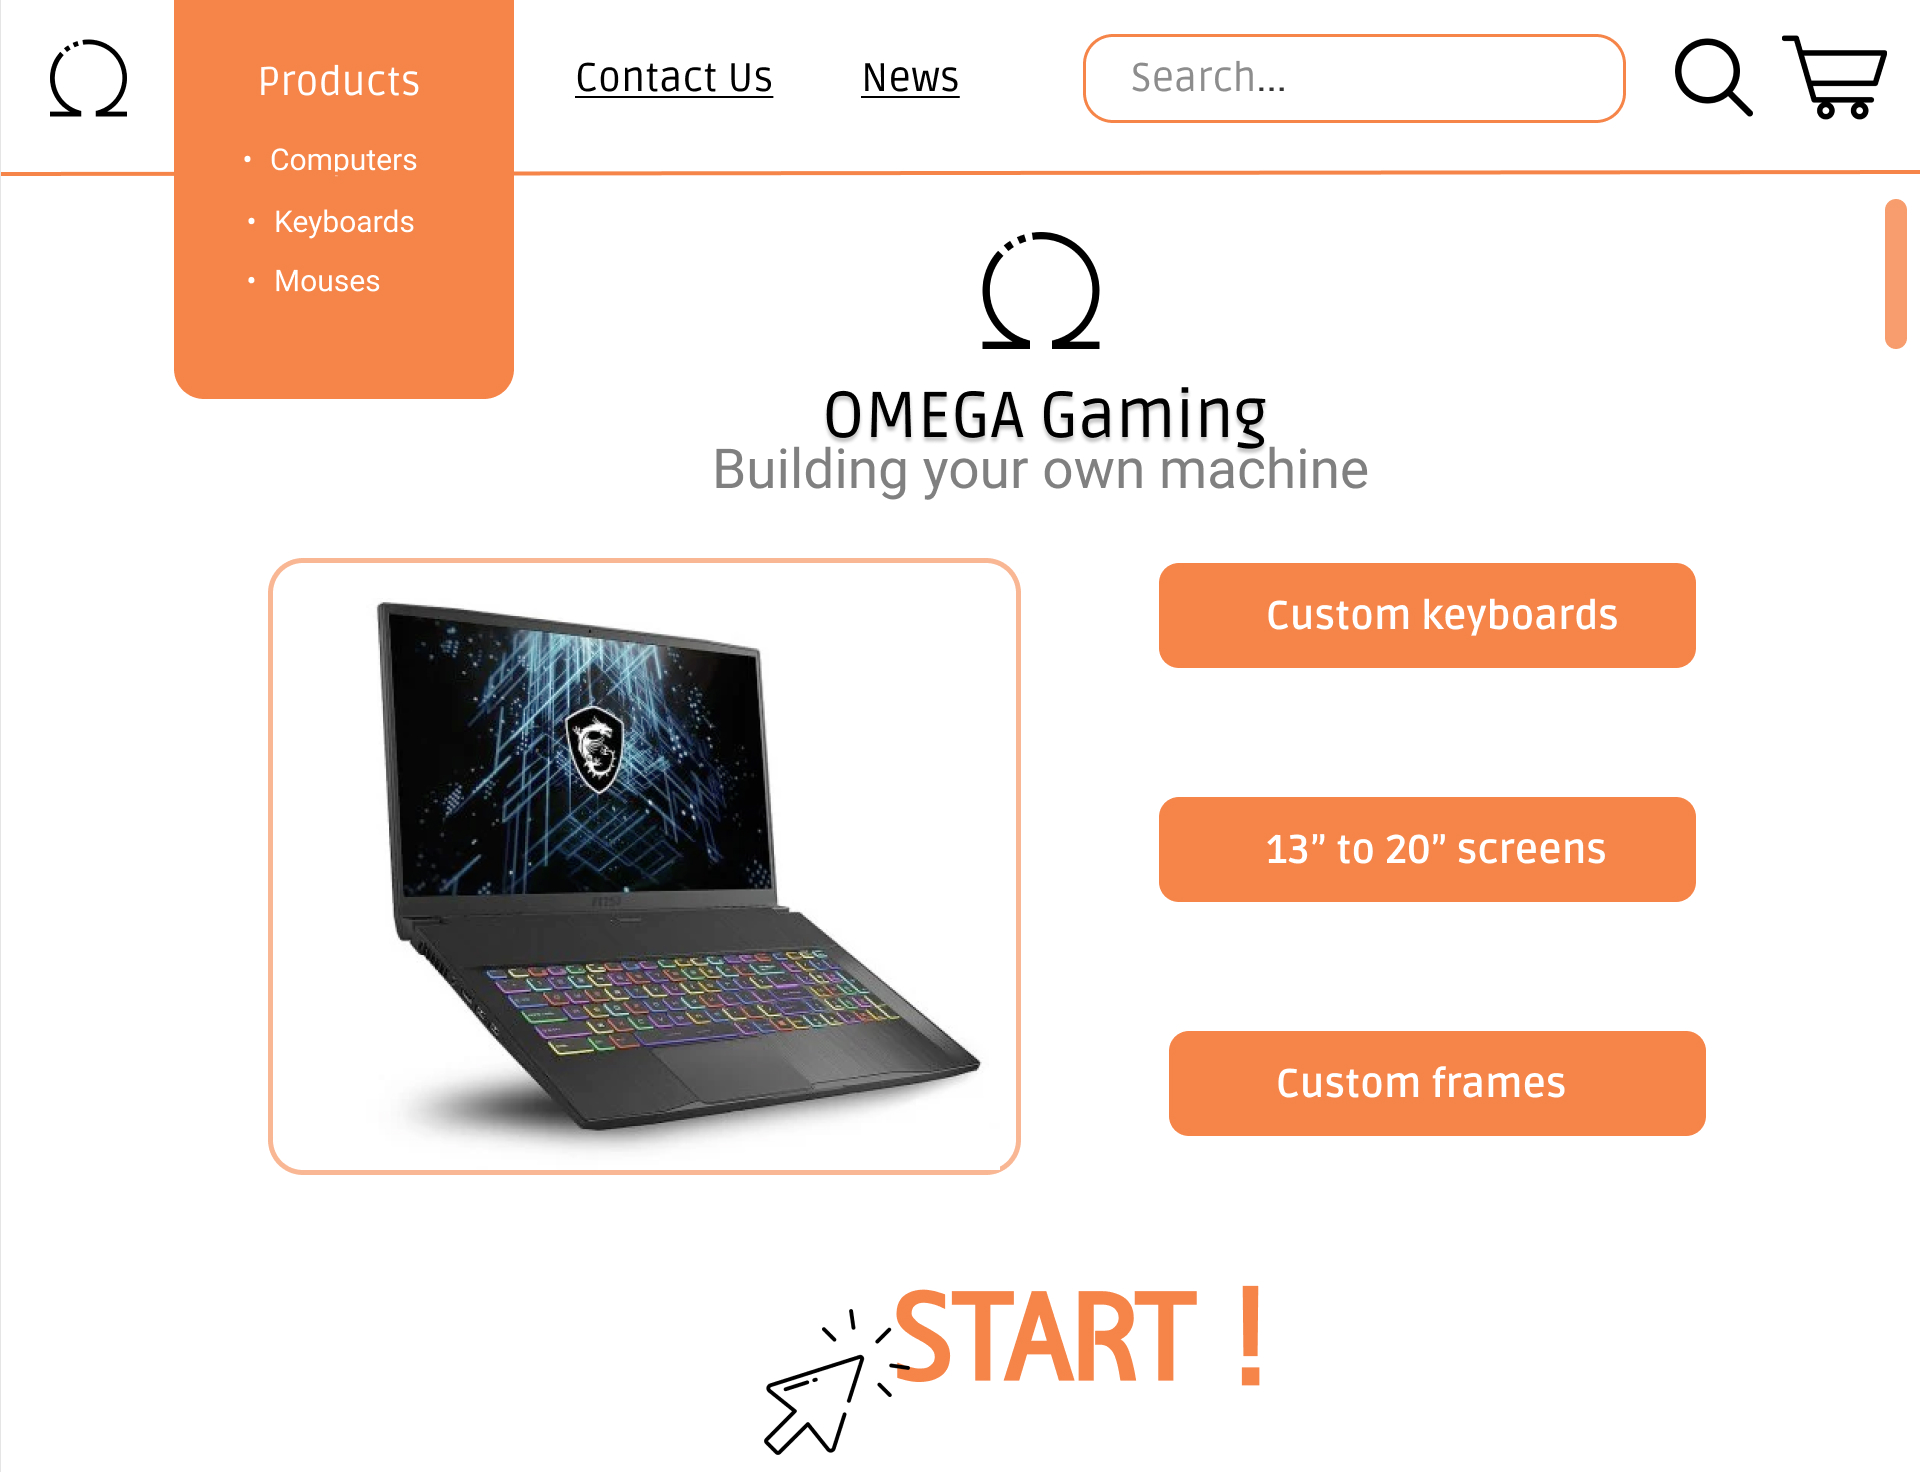 Products
Contact Us
News
Search...
• Computers
• Keyboards
• Mouses
OMEGA Gaming
Building your own machine
Custom keyboards
msi
13” to 20” screens
Custom frames
START !